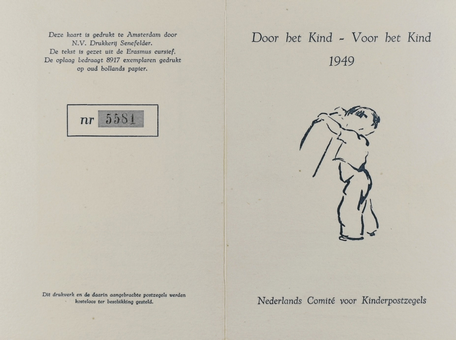 Deze kaart is gedrukt te Amsterdam door
N.V. Drukkerij Senefelder.
De tekst is gezet uit de Erasmus cursief.
De oplaag bedraagt 8917 exemplaren gedrukt
op oud hollands papier.
nr 5581
Dit drukwerk en de daarin aangebrachte postzegels werden
kosteloos ter beschikking gesteld.
Door het Kind - Voor het Kind
1949
Nederlands Comité voor Kinderpostzegels